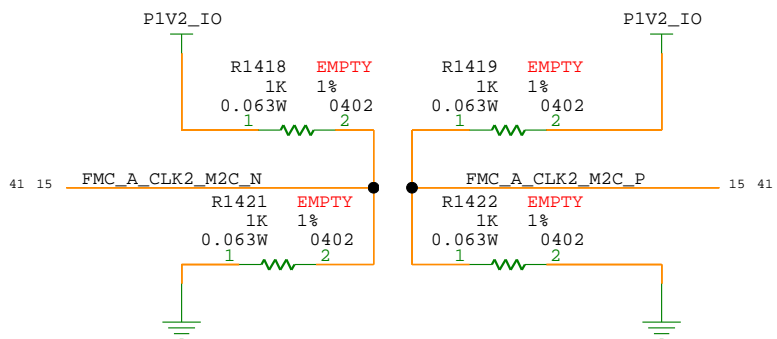 P1V2_IO P1V2_IO
R1418 EMPTY R1419 EMPTY
1K 1% 1K 1%
0.063W 0402 0.063W 0402
1 2 1 2
41 15 FMC_A_CLK2_M2C_N FMC_A_CLK2_M2C_P 15 41
R1421 EMPTY R1422 EMPTY
1K 1% 1K 1%
0.063W 0402 0.063W 0402
1 2 1 2